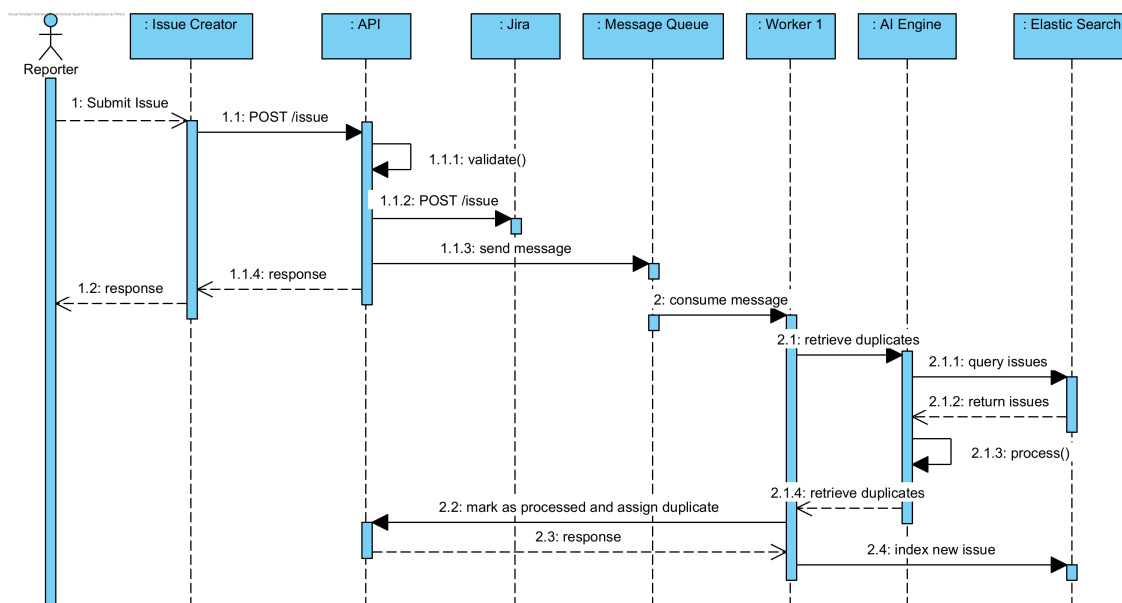 : Issue Creator
: API
: Jira
: Message Queue
: Worker 1
: AI Engine
: Elastic Search
Reporter
1: Submit Issue
1.1: POST /issue
1.1.1: validate()
1.1.2: POST /issue
1.1.3: send message
1.1.4: response
1.2: response
2: consume message
2.1: retrieve duplicates
2.1.1: query issues
2.1.2: return issues
2.1.3: process()
2.1.4: retrieve duplicates
2.2: mark as processed and assign duplicate
2.3: response
2.4: index new issue